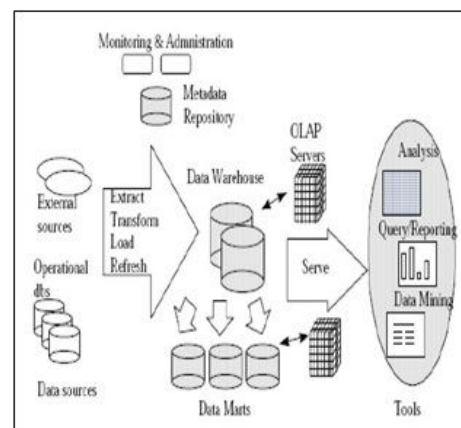 Monitoring & Admnistration
Metadata
Repository
OLAP
Servers
Data Warehouse
External
sources
Extract
Transform
Load
Refresh
Operational
dbs
Data sources
Serve
Data Marts
Analysis
Query/Reporting
Data Mining
Tools